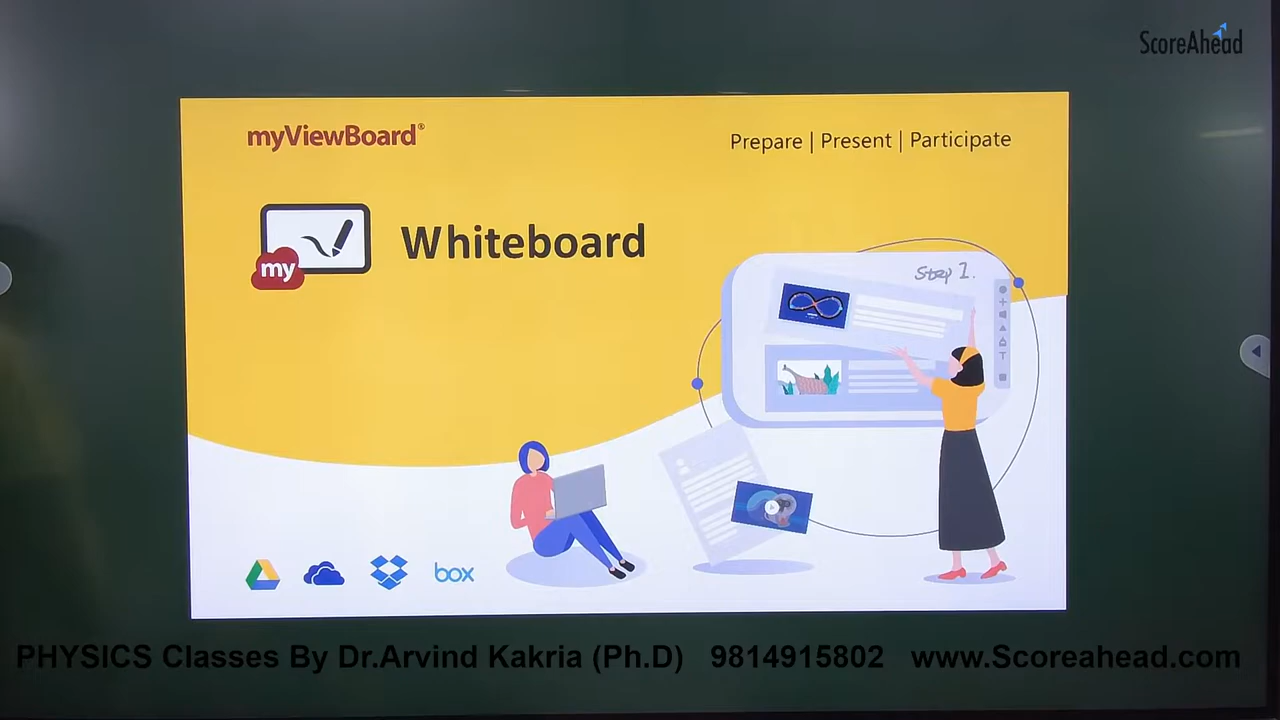 ScoreAhead
myViewBoard®
Prepare | Present | Participate
my
Whiteboard
Step 1.
T
box
PHYSICS Classes By Dr.Arvind Kakria (Ph.D) 9814915802 www.Scoreahead.com